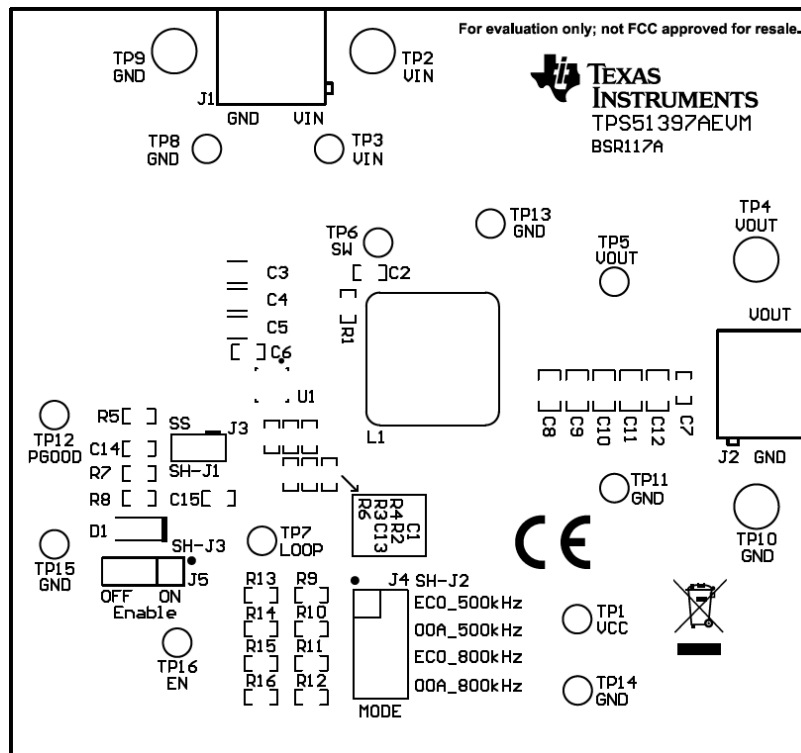 For evaluation only; not FCC approved for resale.
TEXAS
INSTRUMENTS
TPS51397AEVM
BSR117A
TP9
GND
J1
GND
VIN
TP2
VIN
TP8
GND
TP3
VIN
TP6
SW
TP13
GND
TP5
VOUT
TP4
VOUT
C3
C4
C5
C6
C2
R1
U1
L1
VOUT
C8
C9
C10
C11
C12
C7
J2
GND
R5
SS
J3
TP12
PGOOD
C14
R7
SH-J1
R8
C15
D1
SH-J3
TP15
GND
J5
OFF
ON
Enable
TP16
EN
TP7
LOOP
R6
R3
C13
R4
R2
C1
TP11
GND
TP10
GND
CE
R13
R9
R14
R10
R15
R11
R16
R12
J4
SH-J2
ECO_500kHz
OOA_500kHz
ECO_800kHz
OOA_800kHz
MODE
TP1
VCC
TP14
GND